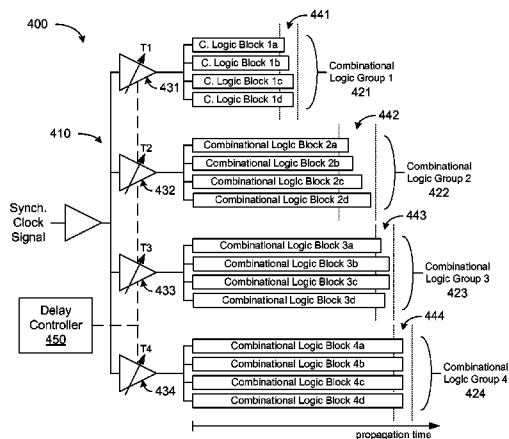 400
441
T1
C. Logic Block 1a
C. Logic Block 1b
C. Logic Block 1c
C. Logic Block 1d
431
Combinational
Logic Group 1
421
410
442
T2
Combinational Logic Block 2a
Combinational Logic Block 2b
Combinational Logic Block 2c
Combinational Logic Block 2d
432
Combinational
Logic Group 2
422
Synch.
Clock
Signal
443
T3
Combinational Logic Block 3a
Combinational Logic Block 3b
Combinational Logic Block 3c
Combinational Logic Block 3d
433
Combinational
Logic Group 3
423
Delay
Controller
450
444
T4
Combinational Logic Block 4a
Combinational Logic Block 4b
Combinational Logic Block 4c
Combinational Logic Block 4d
434
Combinational
Logic Group 4
424
propagation time